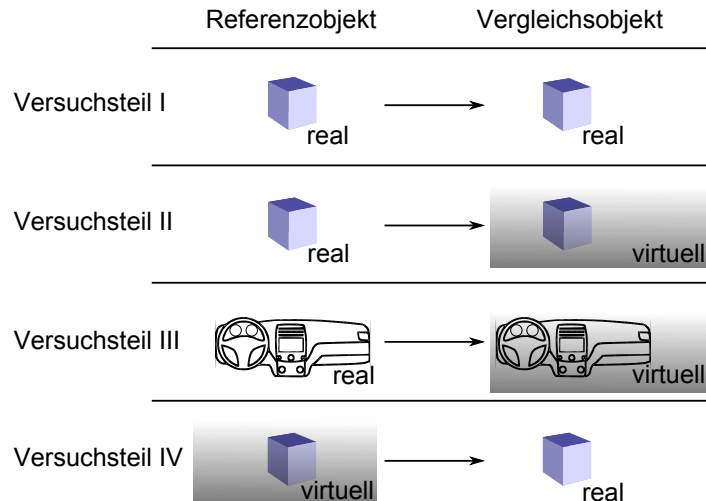 Referenzobjekt Vergleichsobjekt
Versuchsteil I
real real
Versuchsteil II
real virtuell
Versuchsteil III
real virtuell
Versuchsteil IV
virtuell real